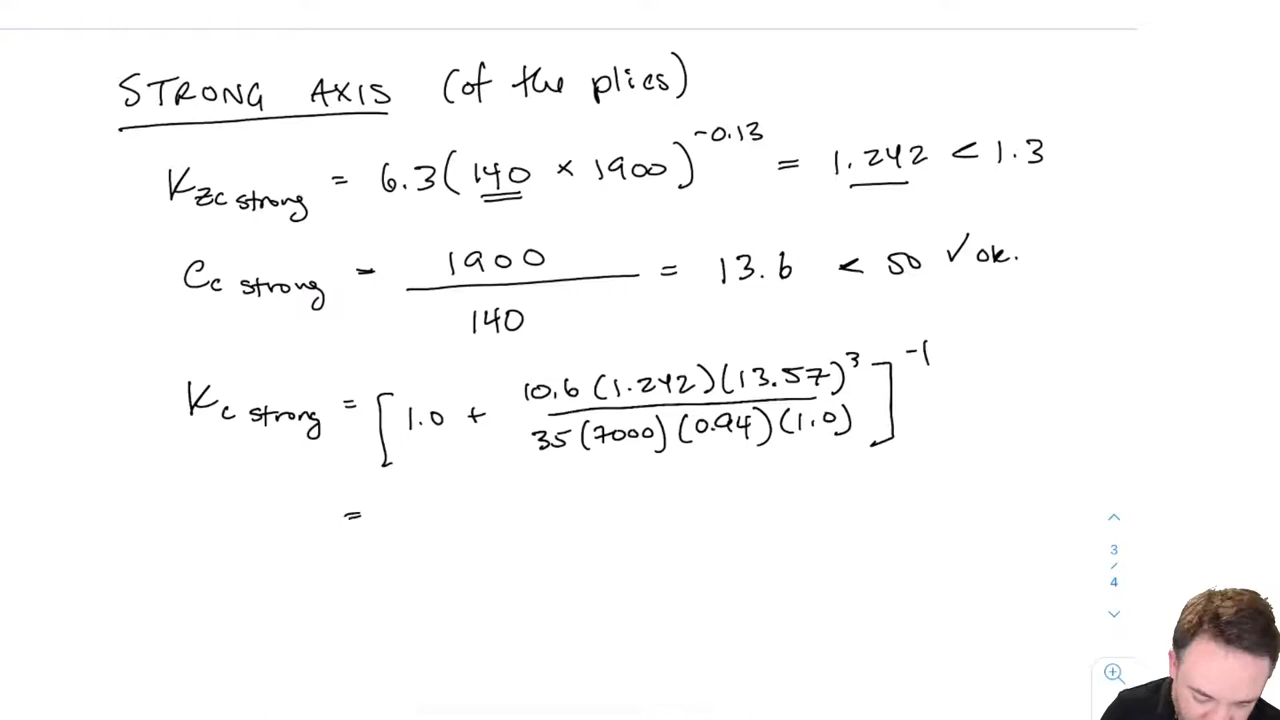 STRONG AXIS (of the plies)
K_zc strong = 6.3(140 × 1900)^-0.13 = 1.242 < 1.3
C_c strong = 1900 / 140 = 13.6 < 50 ✓ ok.
K_c strong = [1.0 + 10.6(1.242)(13.57)^3 / 35(7000)(0.94)(1.0)]^-1
=
3
/
4